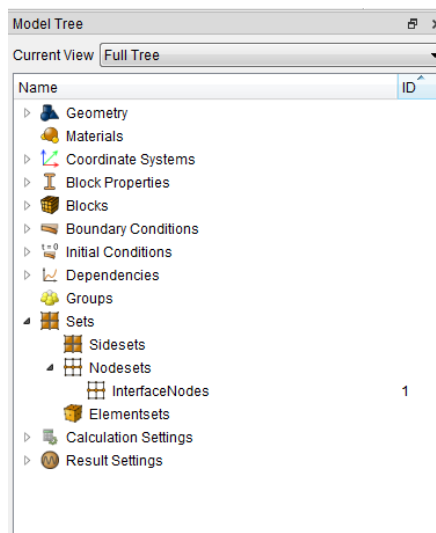 Model Tree
Current View Full Tree
Name ID
Geometry
Materials
Coordinate Systems
Block Properties
Blocks
Boundary Conditions
t=0 Initial Conditions
Dependencies
Groups
Sets
Sidesets
Nodesets
InterfaceNodes 1
Elementsets
Calculation Settings
M Result Settings